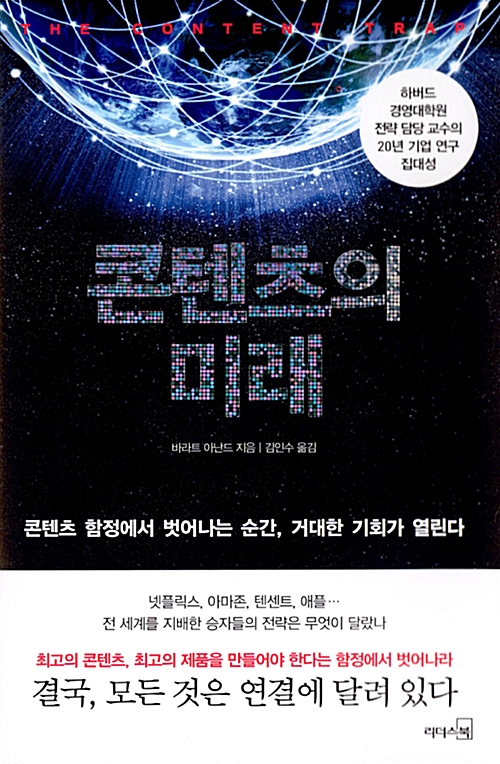 THE CONTENT TRAP
하버드
경영대학원
전략 담당 교수의
20년 기업 연구
집대성
콘텐츠의
미래
바라트 아난드 지음 | 김인수 옮김
콘텐츠 함정에서 벗어나는 순간, 거대한 기회가 열린다
넷플릭스, 아마존, 텐센트, 애플…
전 세계를 지배한 승자들의 전략은 무엇이 달랐나
최고의 콘텐츠, 최고의 제품을 만들어야 한다는 함정에서 벗어나라
결국, 모든 것은 연결에 달려 있다
리더스북